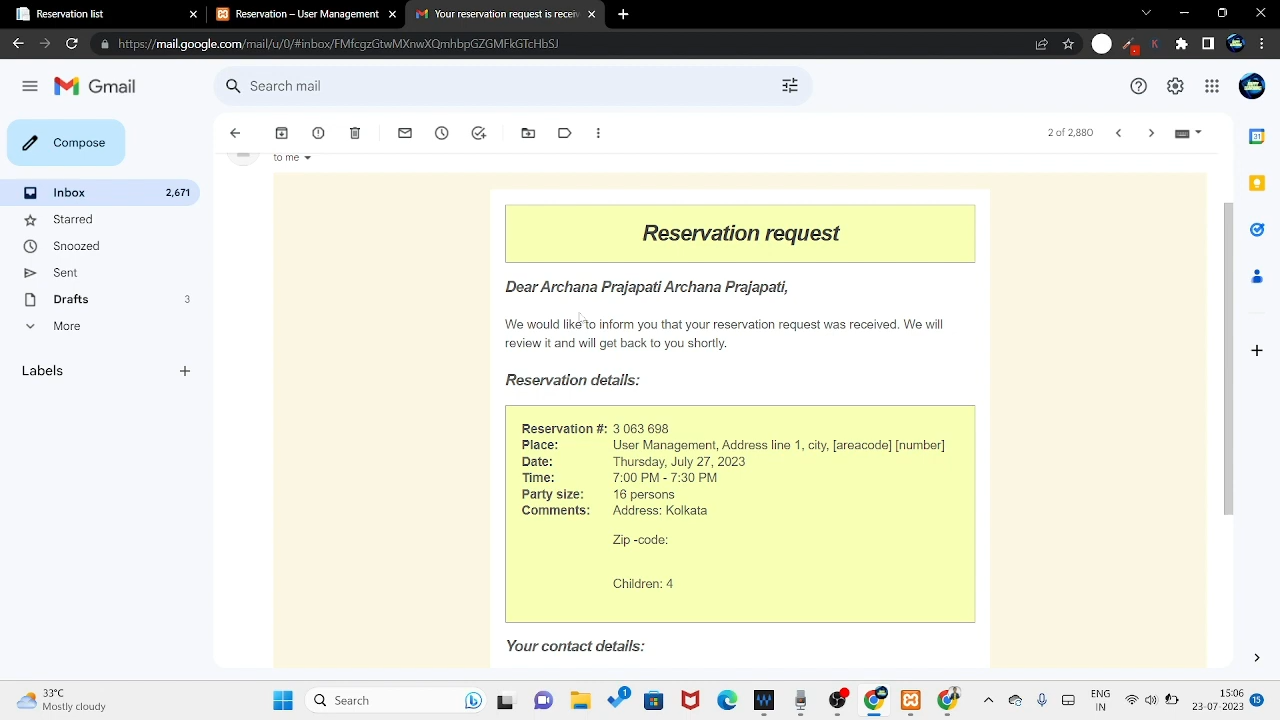 Reservation list
Reservation – User Management
Your reservation request is recei
https://mail.google.com/mail/u/0/#inbox/FMfcgzGtwMXnwXQmhbpGZGMFkGTcHbSJ
Gmail
Search mail
Compose
2 of 2,880
to me
Inbox 2,671
Starred
Snoozed
Sent
Drafts 3
More
Labels
Reservation request
Dear Archana Prajapati Archana Prajapati,
We would like to inform you that your reservation request was received. We will
review it and will get back to you shortly.
Reservation details:
Reservation #: 3 063 698
Place: User Management, Address line 1, city, [areacode] [number]
Date: Thursday, July 27, 2023
Time: 7:00 PM - 7:30 PM
Party size: 16 persons
Comments: Address: Kolkata
Zip -code:
Children: 4
Your contact details:
33°C
Mostly cloudy
Search
1
ENG
IN
15:06
23-07-2023
15